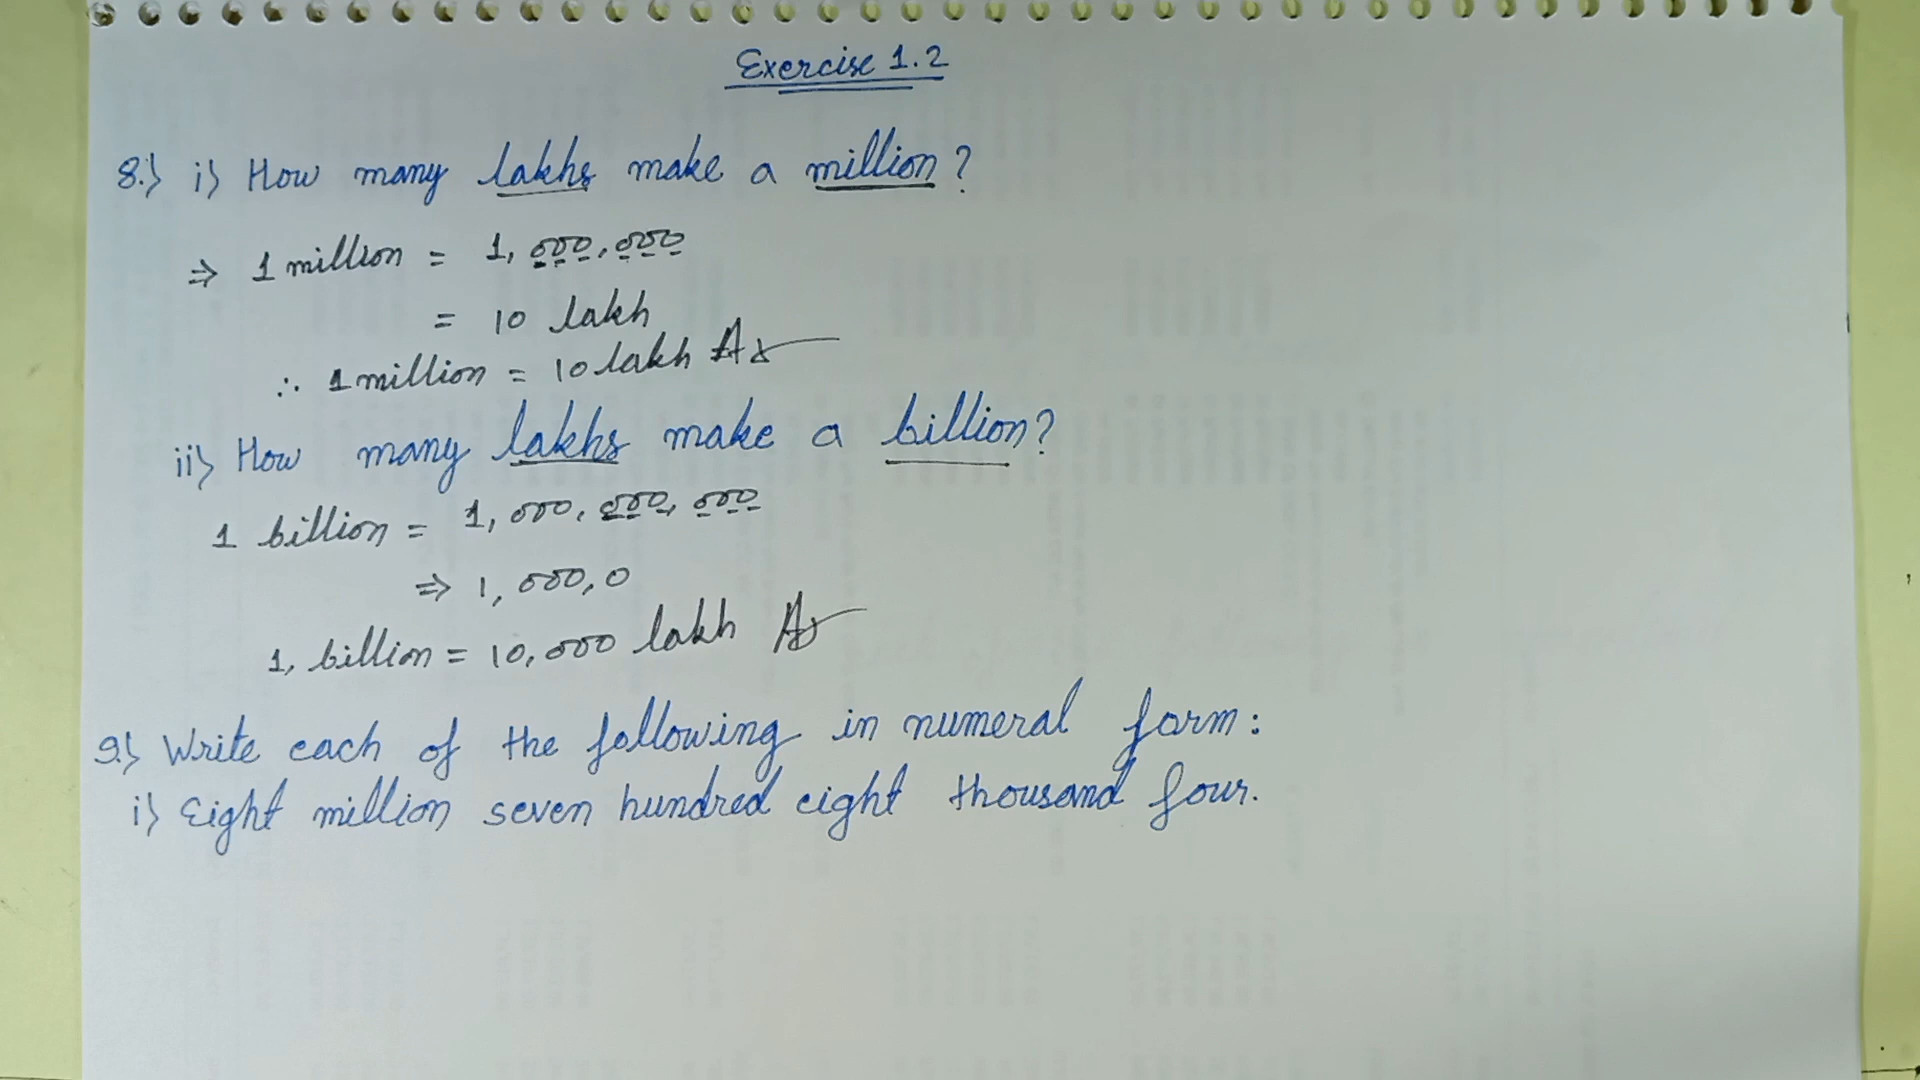 Exercise 1.2
8.) i) How many lakhs make a million?
⇒ 1 million = 1,000,000
= 10 lakh
∴ 1 million = 10 lakh
ii) How many lakhs make a billion?
1 billion = 1,000,000,000
⇒ 1,000,0
1, billion = 10,000 lakh
9.) Write each of the following in numeral form:
i) Eight million seven hundred eight thousand four.